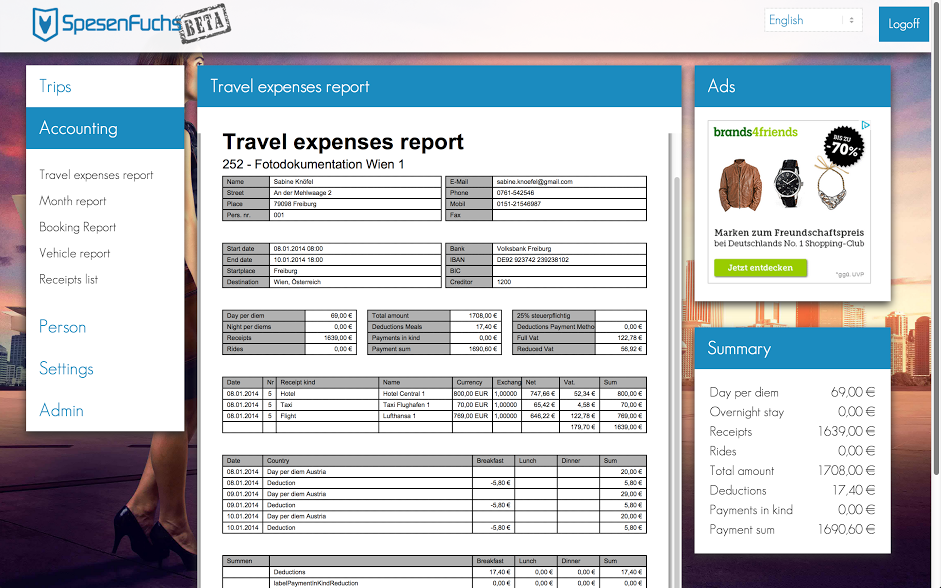 SpesenFuchs BETA
English
Logoff
Trips
Accounting
Travel expenses report
Month report
Booking Report
Vehicle report
Receipts list
Person
Settings
Admin
Travel expenses report
Travel expenses report
252 - Fotodokumentation Wien 1
Name Sabine Knöfel E-Mail sabine.knoefel@gmail.com
Street An der Mehlwaage 2 Phone 0761-542546
Place 79098 Freiburg Mobil 0151-21546987
Pers. nr. 001 Fax
Start date 08.01.2014 08:00 Bank Volksbank Freiburg
End date 10.01.2014 18:00 IBAN DE92 923742 239238102
Startplace Freiburg BIC
Destination Wien, Österreich Creditor 1200
Day per diem 69,00 € Total amount 1708,00 € 25% steuerpflichtig
Night per diems 0,00 € Deductions Meals 17,40 € Deductions Payment Metho 0,00 €
Receipts 1639,00 € Payments in kind 0,00 € Full Vat 122,78 €
Rides 0,00 € Payment sum 1690,60 € Reduced Vat 56,92 €
Date Nr Receipt kind Name Currency Exchang Net Vat. Sum
08.01.2014 5 Hotel Hotel Central 1 800,00 EUR 1,00000 747,66 € 52,34 € 800,00 €
08.01.2014 5 Taxi Taxi Flughafen 1 70,00 EUR 1,00000 65,42 € 4,58 € 70,00 €
08.01.2014 5 Flight Lufthansa 1 769,00 EUR 1,00000 646,22 € 122,78 € 769,00 €
179,70 € 1639,00 €
Date Country Breakfast Lunch Dinner Sum
08.01.2014 Day per diem Austria 20,00 €
08.01.2014 Deduction -5,80 € 5,80 €
09.01.2014 Day per diem Austria 29,00 €
09.01.2014 Deduction -5,80 € 5,80 €
10.01.2014 Day per diem Austria 20,00 €
10.01.2014 Deduction -5,80 € 5,80 €
Summen Breakfast Lunch Dinner Sum
Deductions 17,40 € 0,00 € 0,00 € 17,40 €
labelPaymentInKindReduction 0,00 € 0,00 € 0,00 € 0,00 €
Ads
brands4friends
BIS ZU
-70%*
Marken zum Freundschaftspreis
bei Deutschlands No. 1 Shopping-Club
Jetzt entdecken
*ggü. UVP
Summary
Day per diem 69,00 €
Overnight stay 0,00 €
Receipts 1639,00 €
Rides 0,00 €
Total amount 1708,00 €
Deductions 17,40 €
Payments in kind 0,00 €
Payment sum 1690,60 €